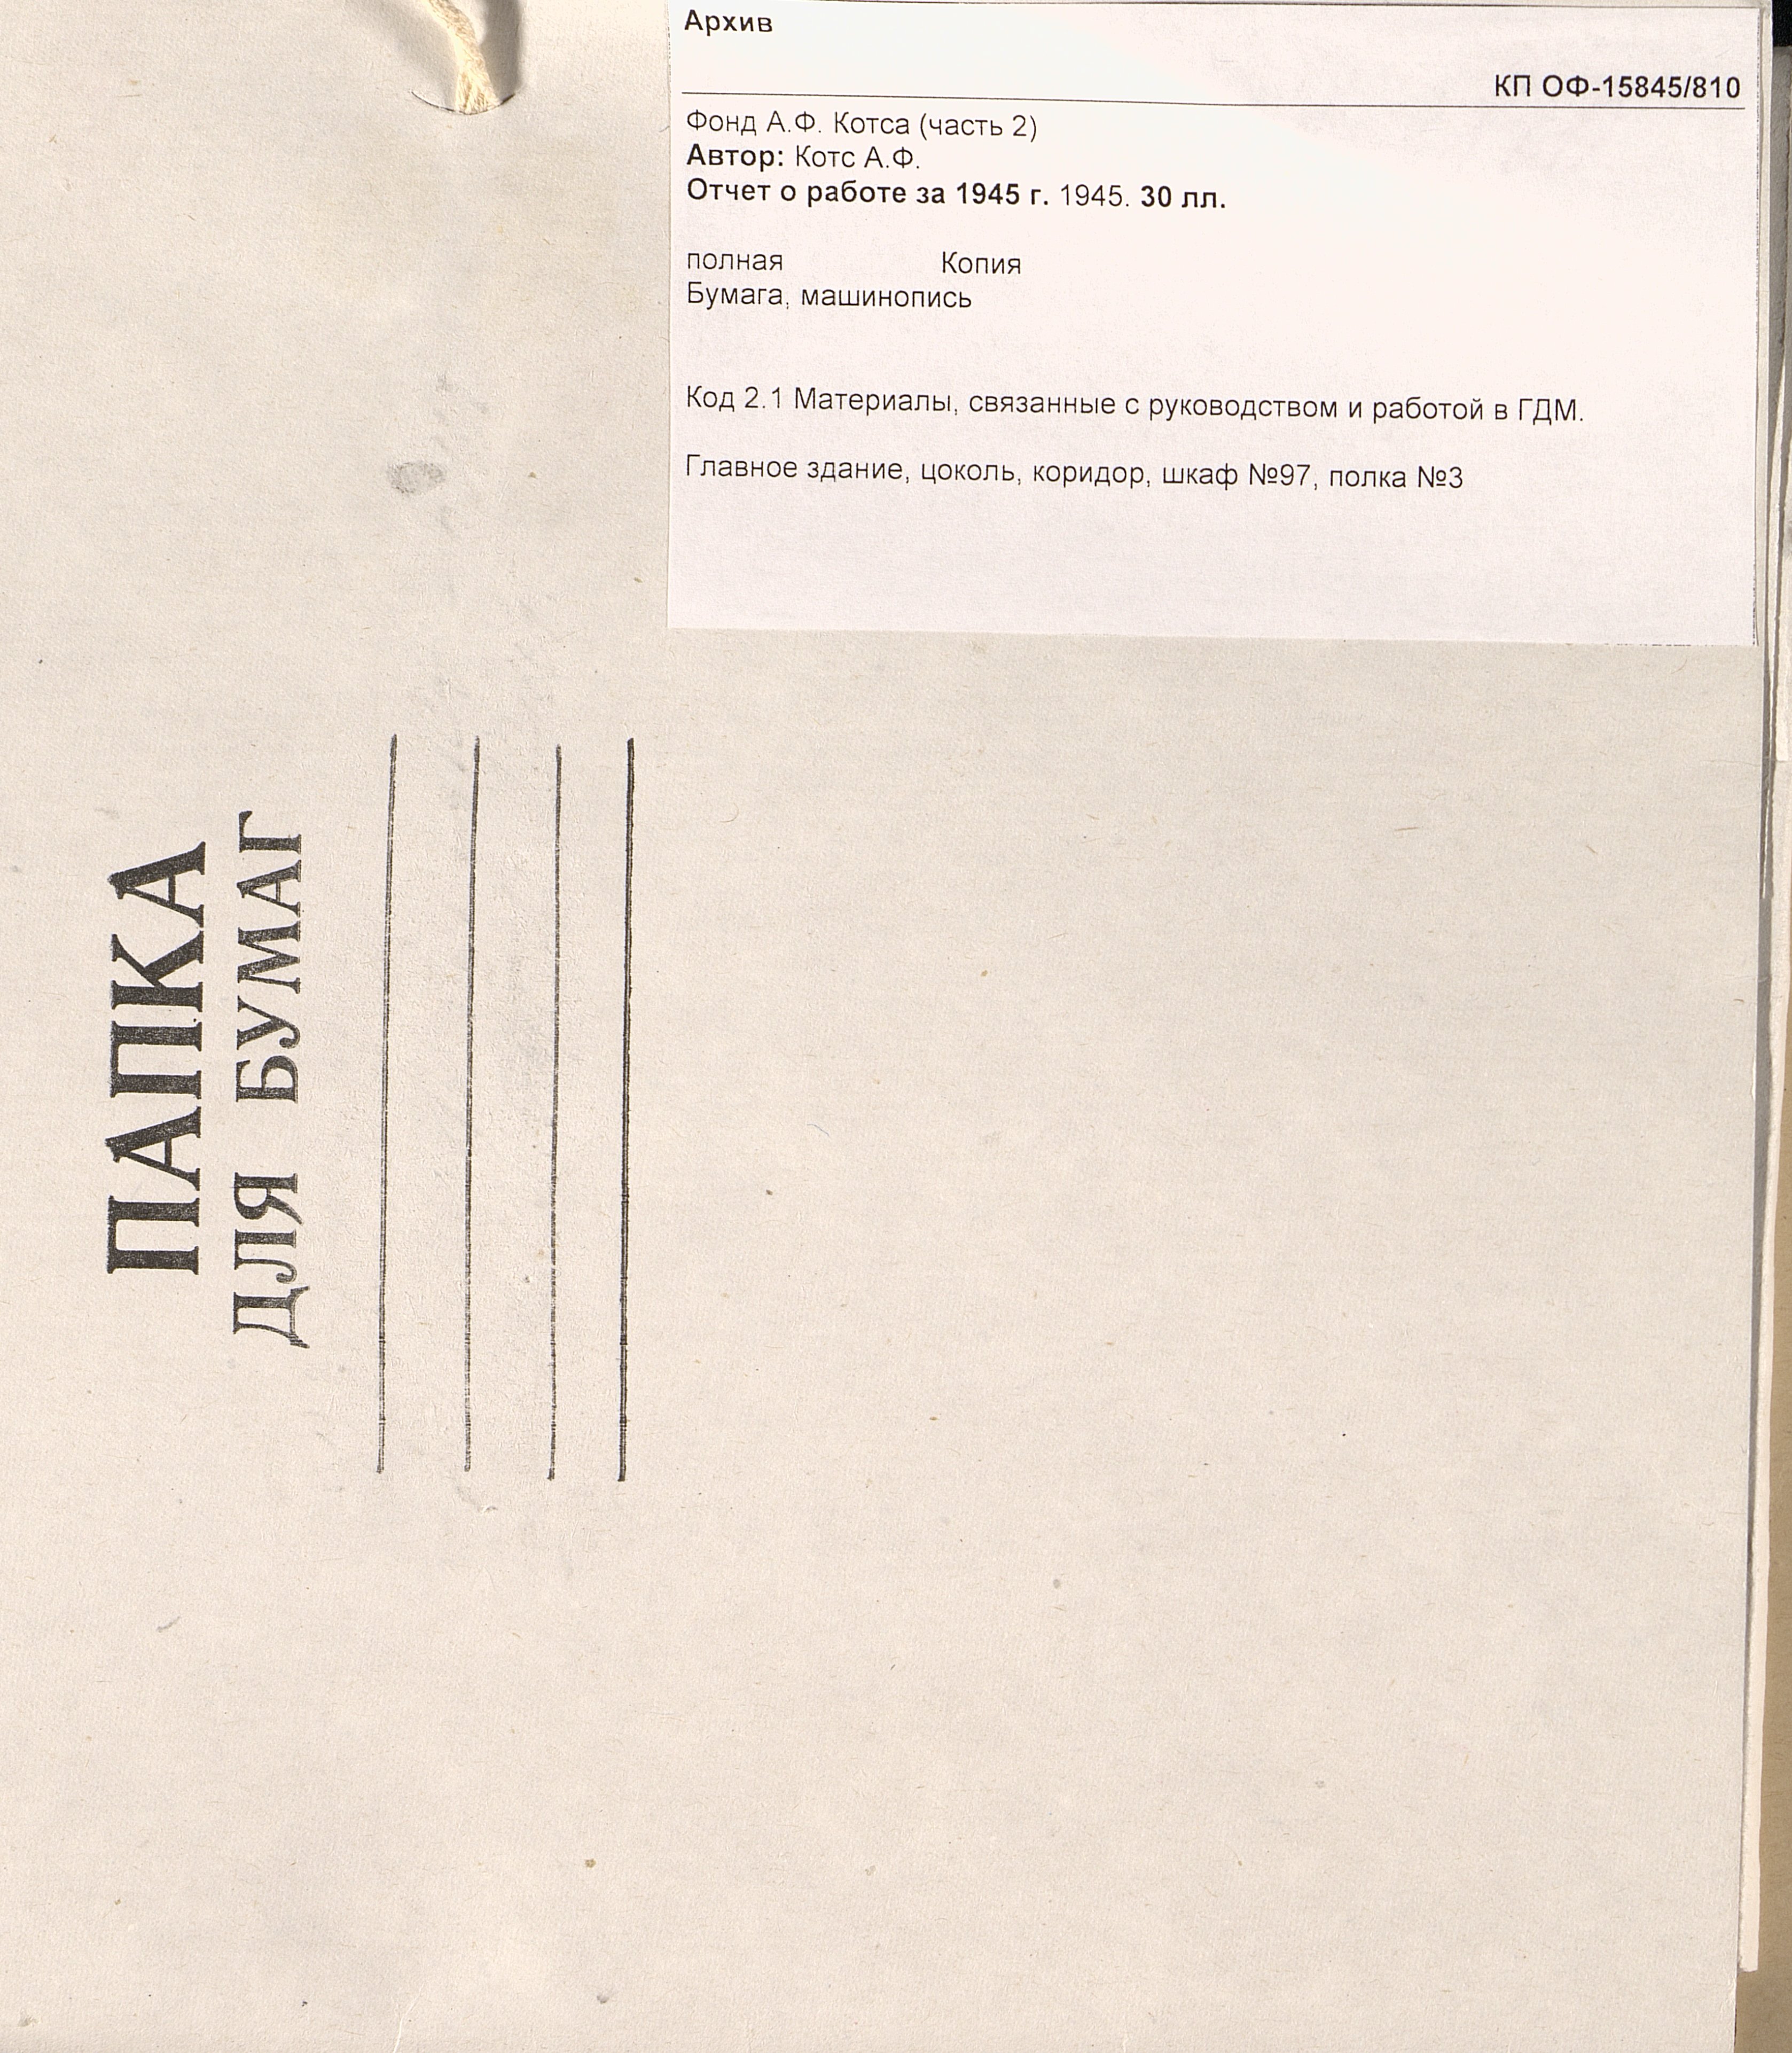 Архив
КП ОФ-15845/810
Фонд А.Ф. Котса (часть 2)
Автор: Котс А.Ф.
Отчет о работе за 1945 г. 1945. 30 лл.
полная Копия
Бумага, машинопись
Код 2.1 Материалы, связанные с руководством и работой в ГДМ.
Главное здание, цоколь, коридор, шкаф №97, полка №3
ПАПКА
ДЛЯ БУМАГ